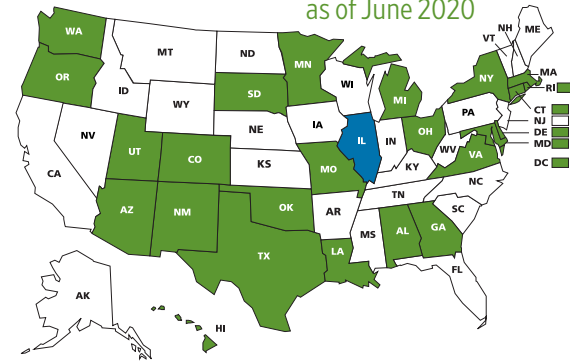 as of June 2020
WA
MT
ND
MN
VT
NH
ME
OR
ID
SD
WI
MI
NY
MA
RI
WY
IA
PA
CT
NJ
NV
NE
IL
IN
OH
DE
MD
UT
CO
KS
MO
WV
VA
DC
CA
KY
AZ
NM
OK
AR
TN
NC
TX
LA
MS
AL
GA
SC
AK
FL
HI